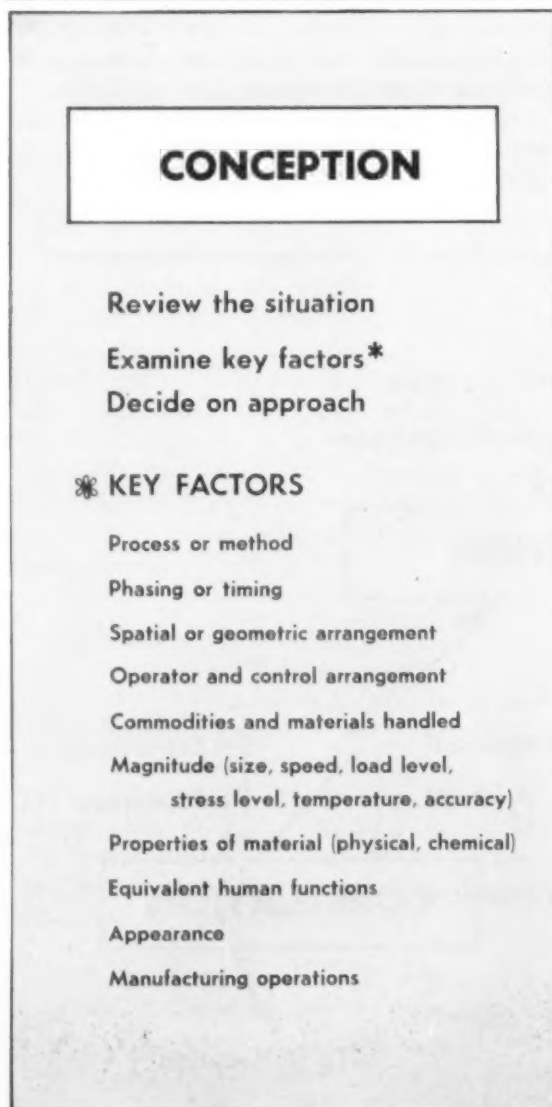 CONCEPTION
Review the situation
Examine key factors*
Decide on approach
* KEY FACTORS
Process or method
Phasing or timing
Spatial or geometric arrangement
Operator and control arrangement
Commodities and materials handled
Magnitude (size, speed, load level,
stress level, temperature, accuracy)
Properties of material (physical, chemical)
Equivalent human functions
Appearance
Manufacturing operations